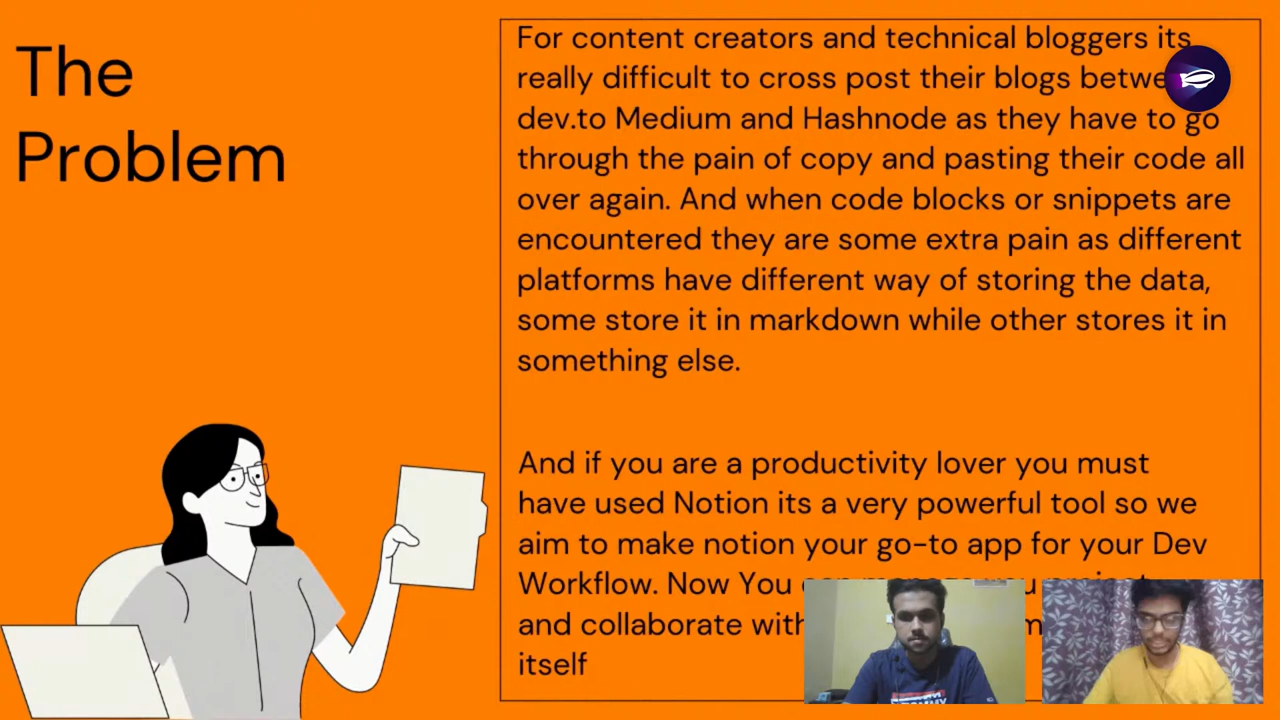 The
Problem
For content creators and technical bloggers its
really difficult to cross post their blogs
dev.to Medium and Hashnode as they have to go
through the pain of copy and pasting their code all
over again. And when code blocks or snippets are
encountered they are some extra pain as different
platforms have different way of storing the data,
some store it in markdown while other stores it in
something else.
And if you are a productivity lover you must
have used Notion its a very powerful tool so we
aim to make notion your go-to app for your Dev
Workflow. Now You
and collaborate with
itself